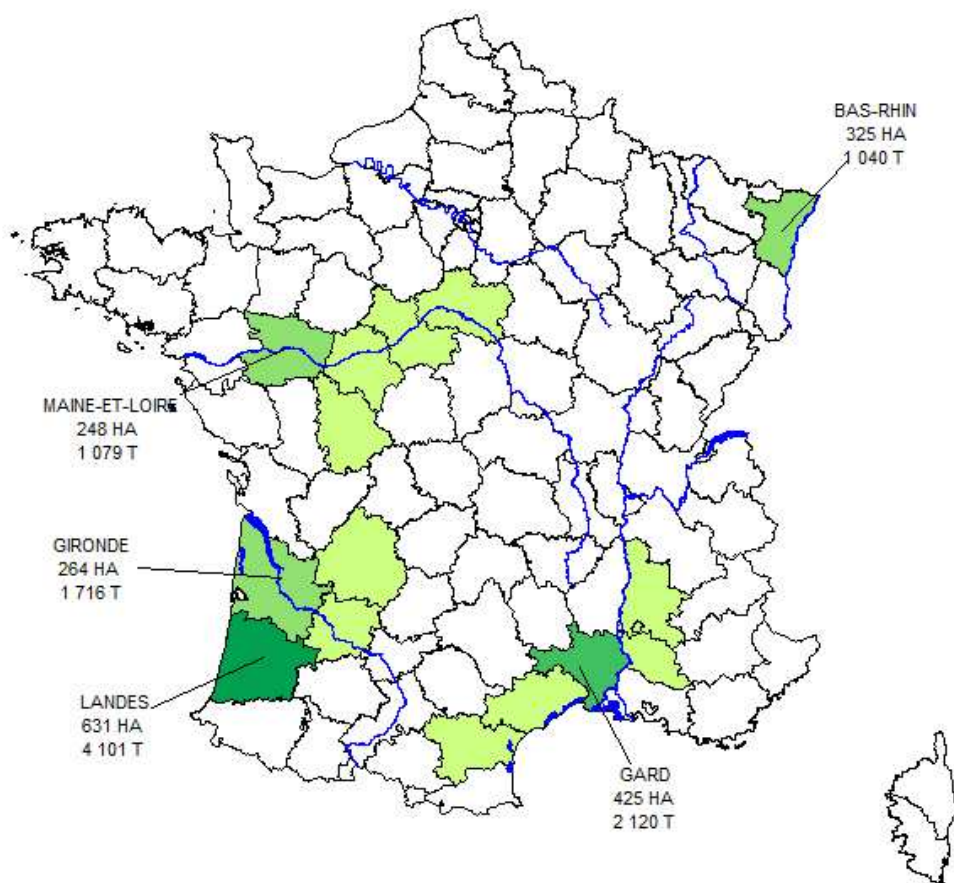 BAS-RHIN
325 HA
1 040 T
MAINE-ET-LOIRE
248 HA
1 079 T
GIRONDE
264 HA
1 716 T
LANDES
631 HA
4 101 T
GARD
425 HA
2 120 T